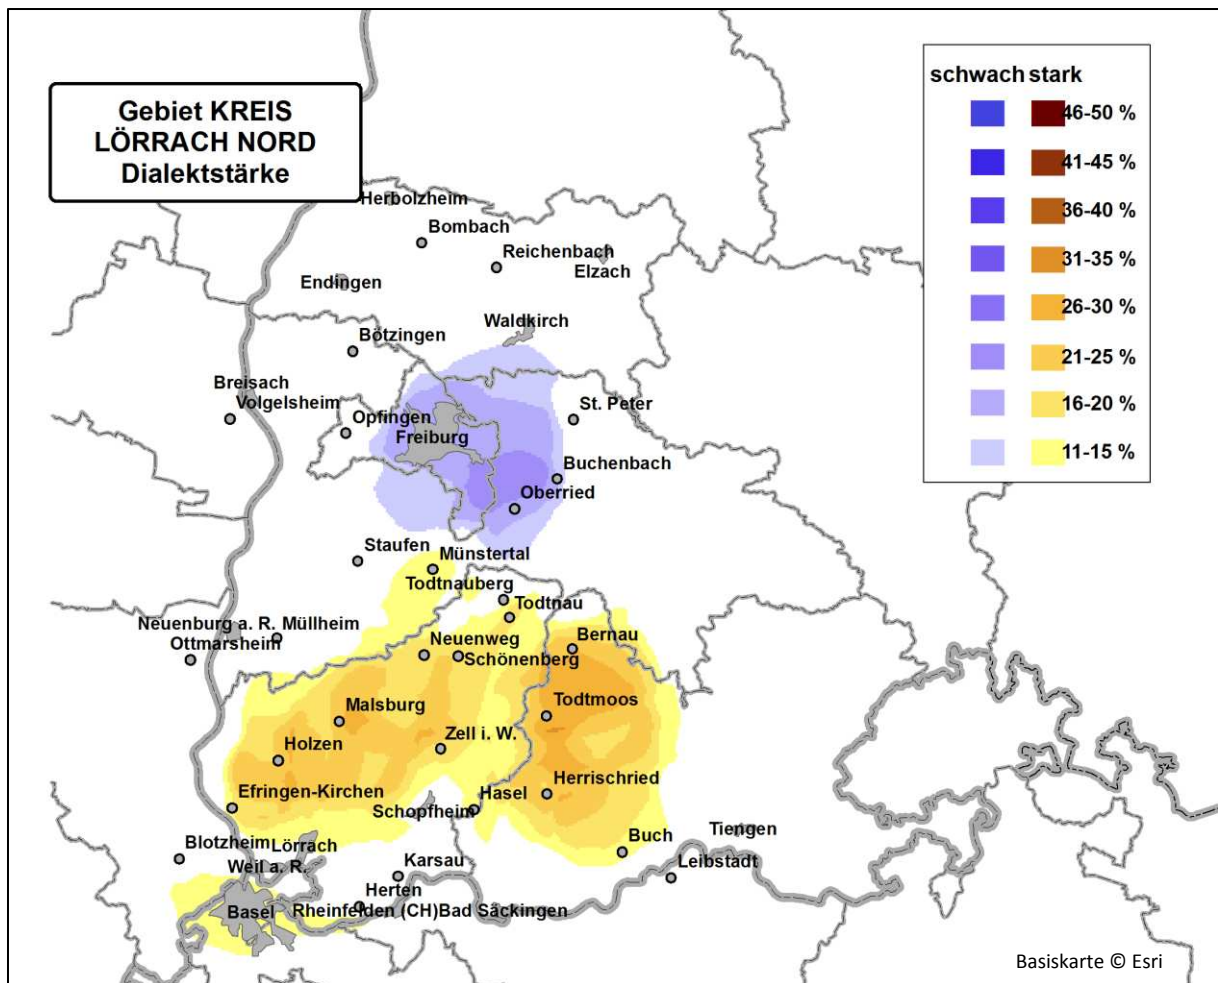 Gebiet KREIS
LÖRRACH NORD
Dialektstärke
schwach stark
46-50 %
41-45 %
36-40 %
31-35 %
26-30 %
21-25 %
16-20 %
11-15 %
Herbolzheim
Bombach
Reichenbach
Elzach
Endingen
Waldkirch
Bötzingen
Breisach
Volgelsheim
St. Peter
Opfingen
Freiburg
Buchenbach
Oberried
Staufen
Münstertal
Todtnauberg
Todtnau
Neuenburg a. R. Müllheim
Ottmarsheim
Neuenweg
Bernau
Schönenberg
Malsburg
Todtmoos
Zell i. W.
Holzen
Herrischried
Efringen-Kirchen
Hasel
Schopfheim
Buch
Tiengen
Blotzheim
Lörrach
Weil a. R.
Karsau
Leibstadt
Herten
Basel
Rheinfelden (CH)
Bad Säckingen
Basiskarte © Esri